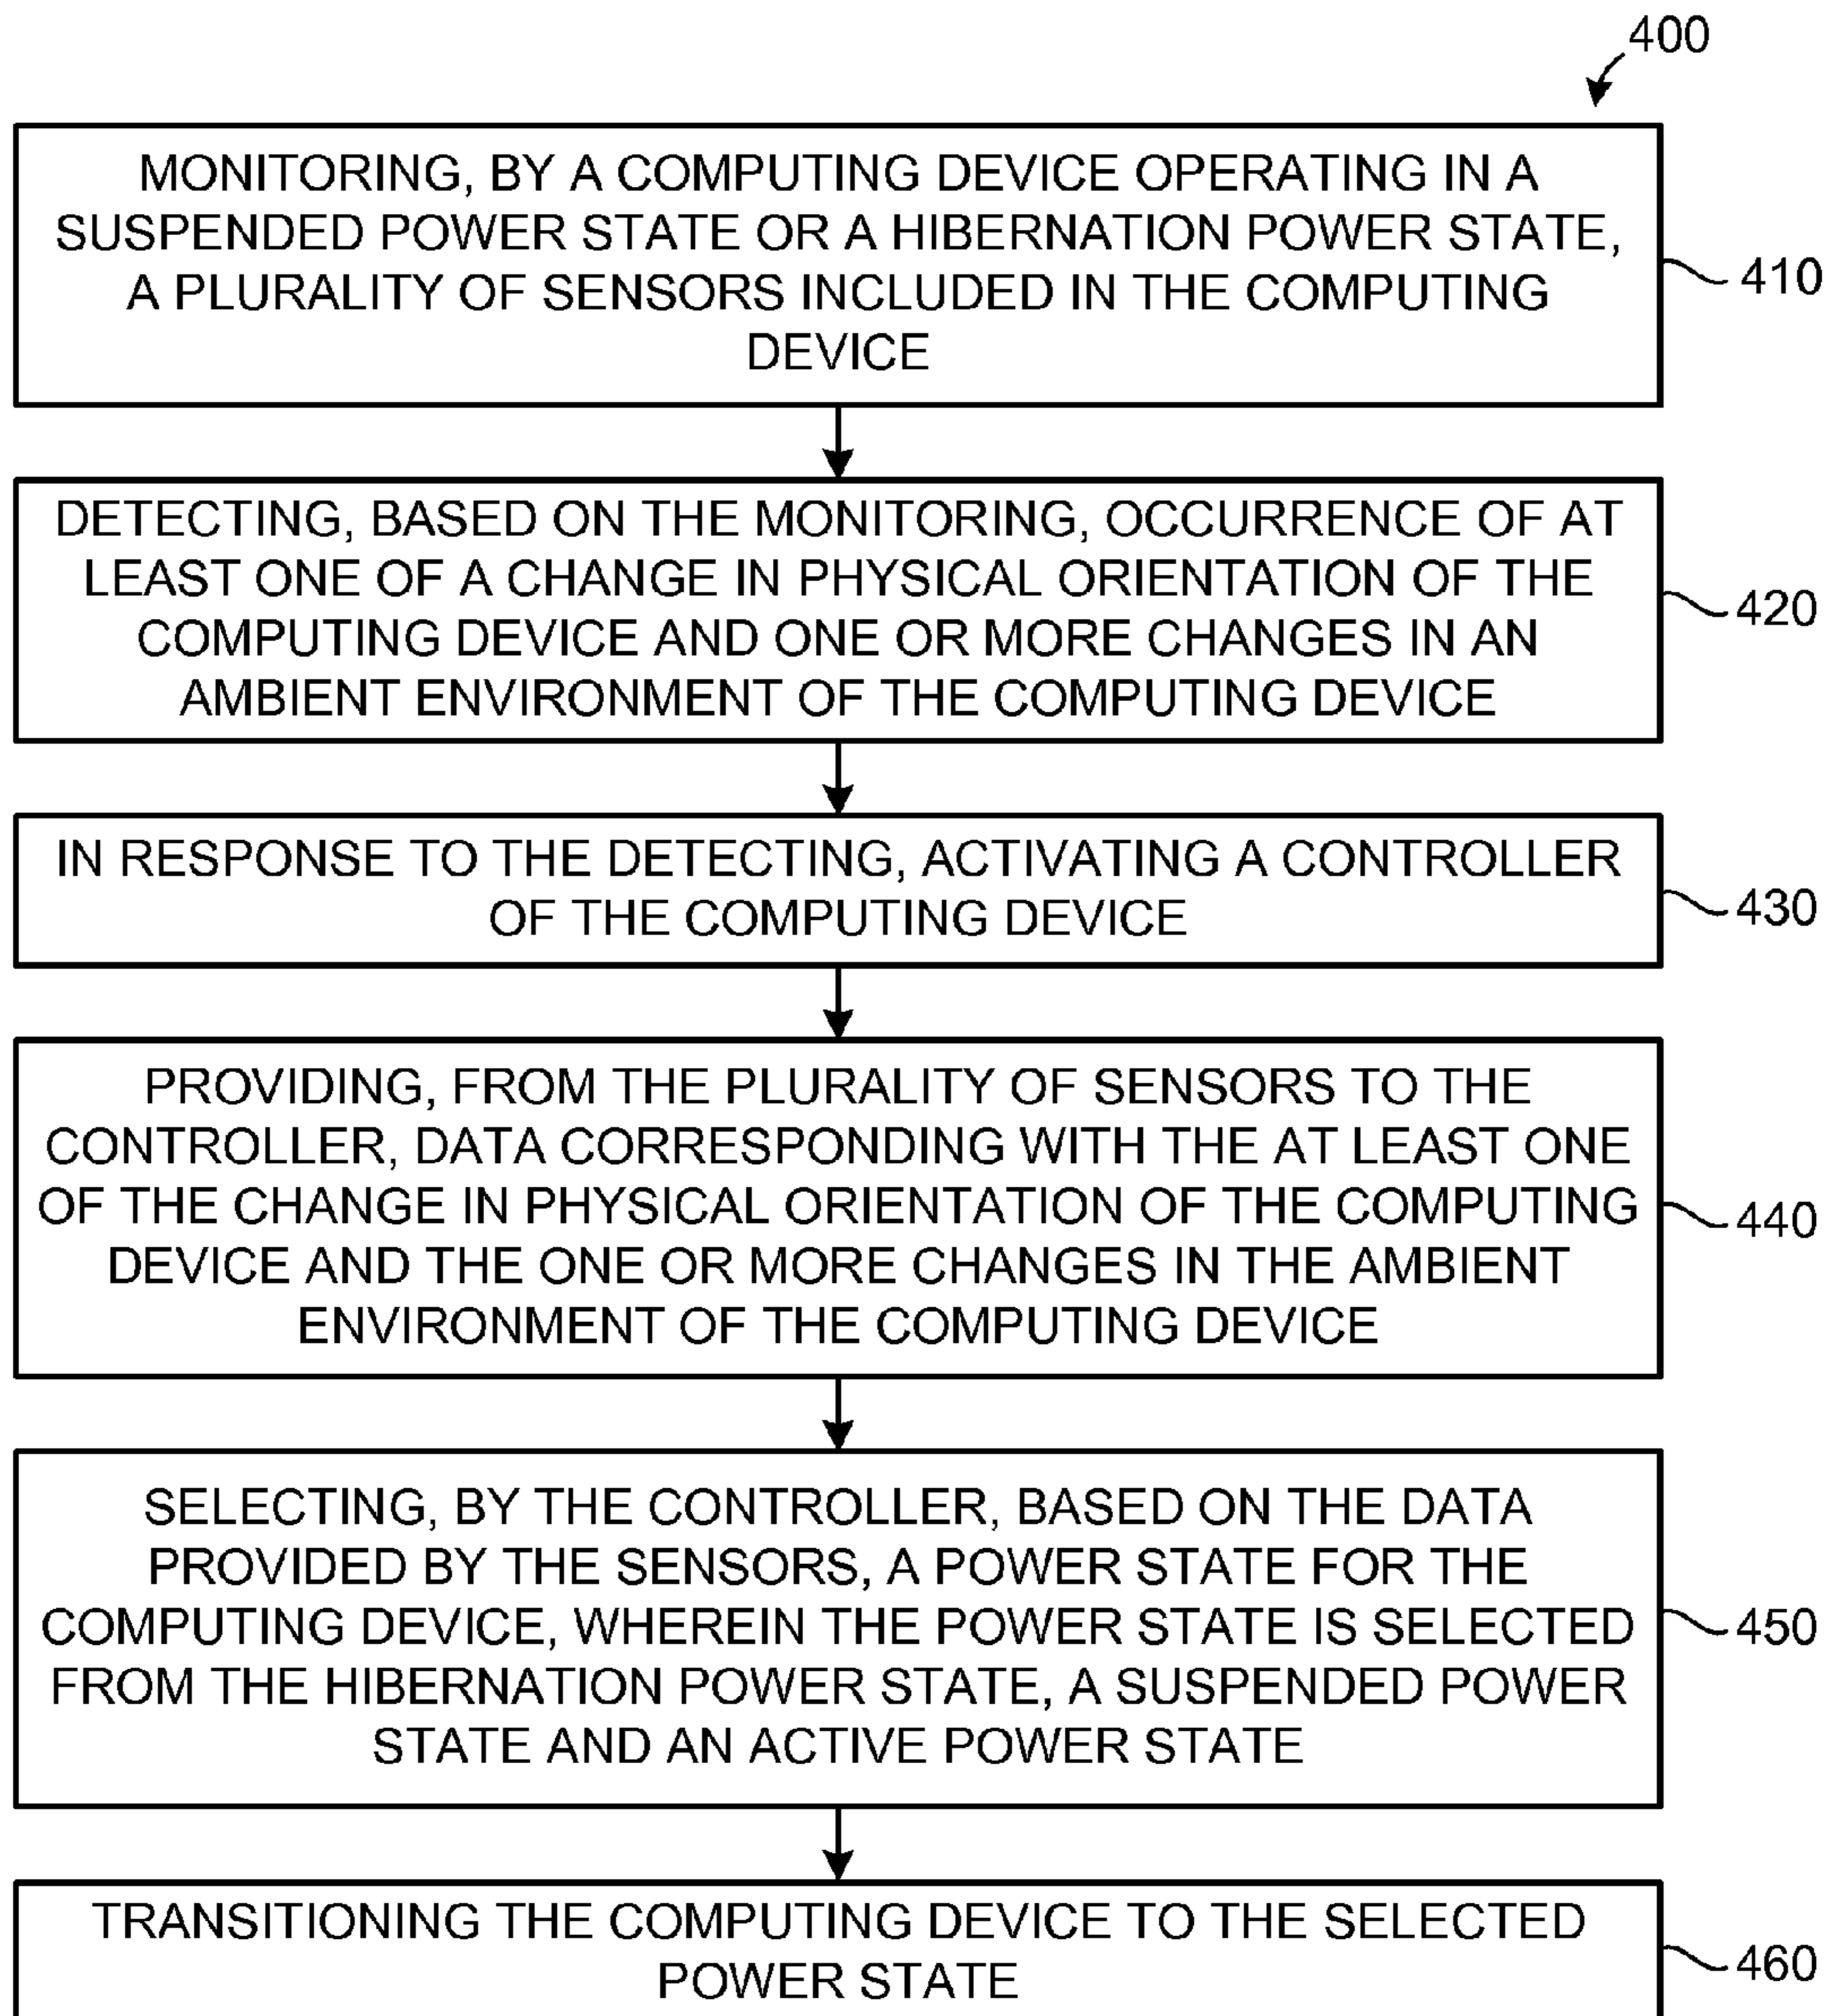 400
MONITORING, BY A COMPUTING DEVICE OPERATING IN A
SUSPENDED POWER STATE OR A HIBERNATION POWER STATE,
A PLURALITY OF SENSORS INCLUDED IN THE COMPUTING
DEVICE
410
DETECTING, BASED ON THE MONITORING, OCCURRENCE OF AT
LEAST ONE OF A CHANGE IN PHYSICAL ORIENTATION OF THE
COMPUTING DEVICE AND ONE OR MORE CHANGES IN AN
AMBIENT ENVIRONMENT OF THE COMPUTING DEVICE
420
IN RESPONSE TO THE DETECTING, ACTIVATING A CONTROLLER
OF THE COMPUTING DEVICE
430
PROVIDING, FROM THE PLURALITY OF SENSORS TO THE
CONTROLLER, DATA CORRESPONDING WITH THE AT LEAST ONE
OF THE CHANGE IN PHYSICAL ORIENTATION OF THE COMPUTING
DEVICE AND THE ONE OR MORE CHANGES IN THE AMBIENT
ENVIRONMENT OF THE COMPUTING DEVICE
440
SELECTING, BY THE CONTROLLER, BASED ON THE DATA
PROVIDED BY THE SENSORS, A POWER STATE FOR THE
COMPUTING DEVICE, WHEREIN THE POWER STATE IS SELECTED
FROM THE HIBERNATION POWER STATE, A SUSPENDED POWER
STATE AND AN ACTIVE POWER STATE
450
TRANSITIONING THE COMPUTING DEVICE TO THE SELECTED
POWER STATE
460